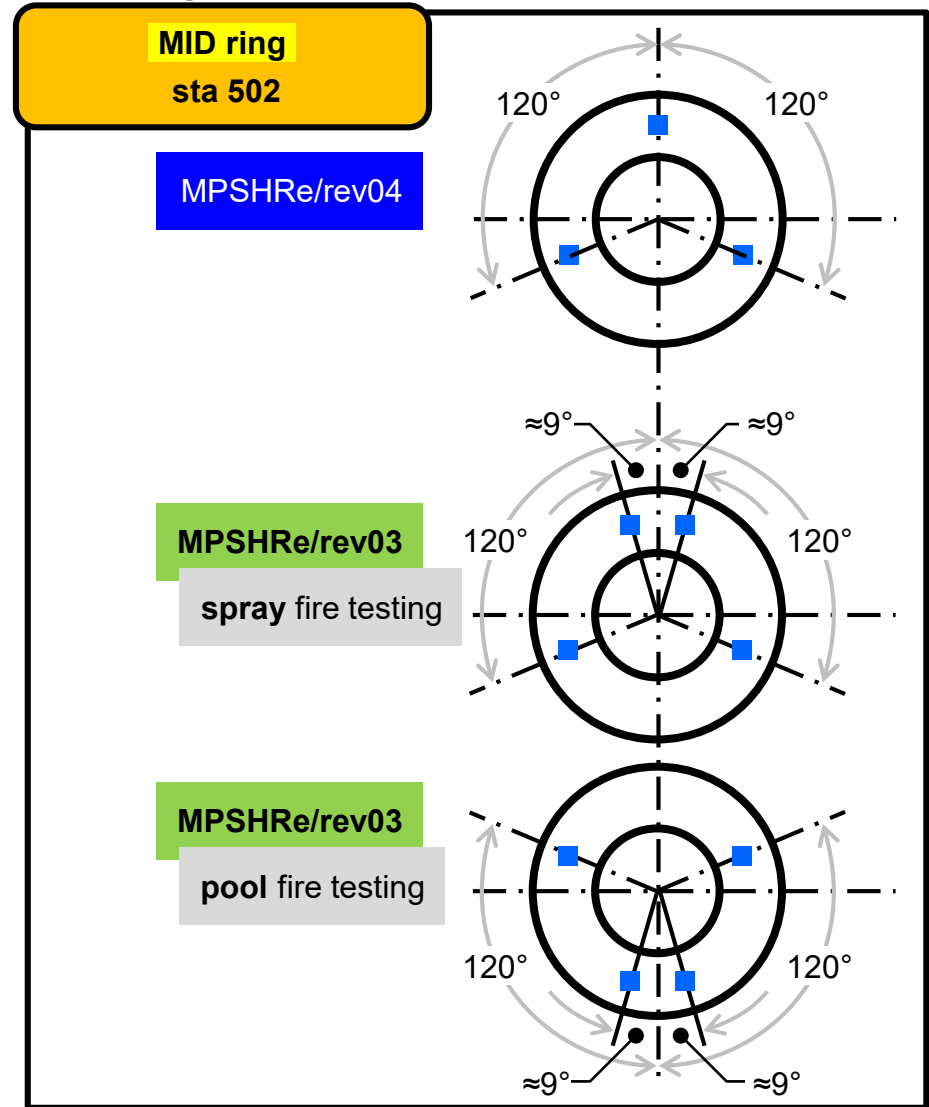 MID ring
sta 502
120°
120°
MPSHRe/rev04
≈9°
≈9°
MPSHRe/rev03
120°
120°
spray fire testing
MPSHRe/rev03
pool fire testing
120°
120°
≈9°
≈9°